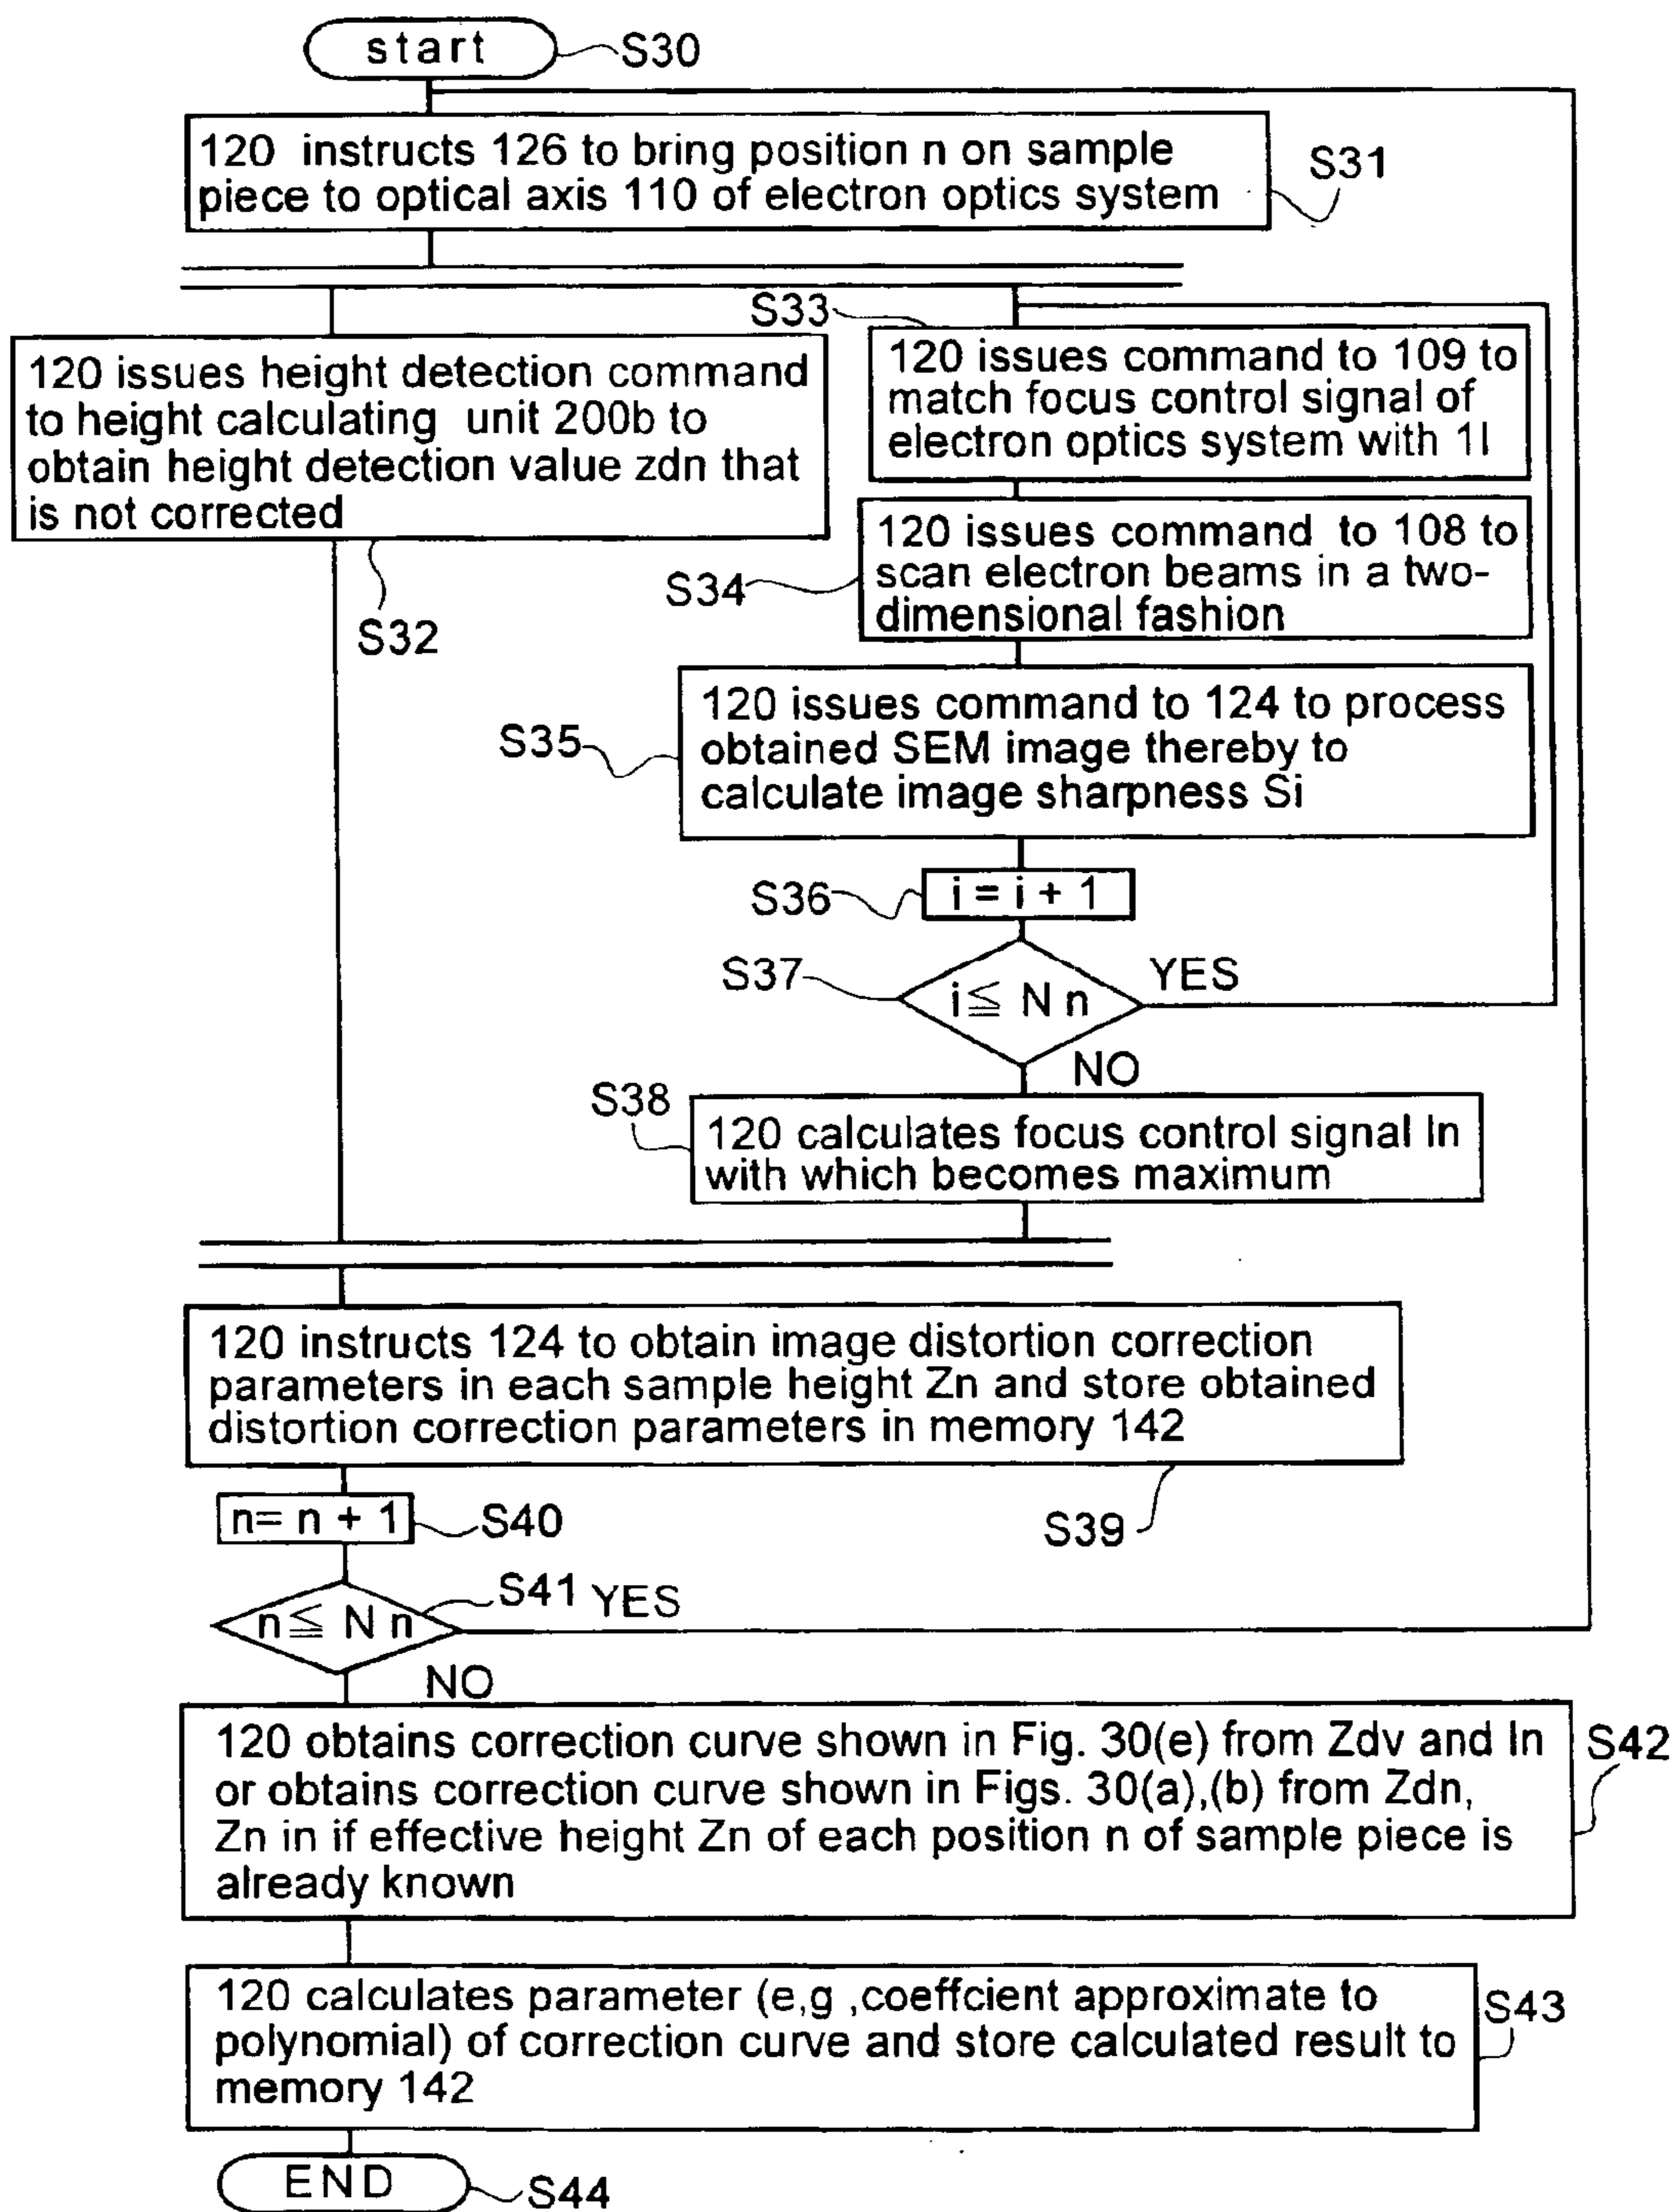 start
S30
120 instructs 126 to bring position n on sample
piece to optical axis 110 of electron optics system
S31
120 issues height detection command
to height calculating unit 200b to
obtain height detection value zdn that
is not corrected
S32
S33
120 issues command to 109 to
match focus control signal of
electron optics system with 1I
S34
120 issues command to 108 to
scan electron beams in a two-
dimensional fashion
S35
120 issues command to 124 to process
obtained SEM image thereby to
calculate image sharpness Si
S36
i = i + 1
S37
i ≦ N n
YES
NO
S38
120 calculates focus control signal In
with which becomes maximum
120 instructs 124 to obtain image distortion correction
parameters in each sample height Zn and store obtained
distortion correction parameters in memory 142
S39
n= n + 1
S40
n ≦ N n
S41
YES
NO
120 obtains correction curve shown in Fig. 30(e) from Zdv and In
or obtains correction curve shown in Figs. 30(a),(b) from Zdn,
Zn in if effective height Zn of each position n of sample piece is
already known
S42
120 calculates parameter (e,g ,coeffcient approximate to
polynomial) of correction curve and store calculated result to
memory 142
S43
END
S44